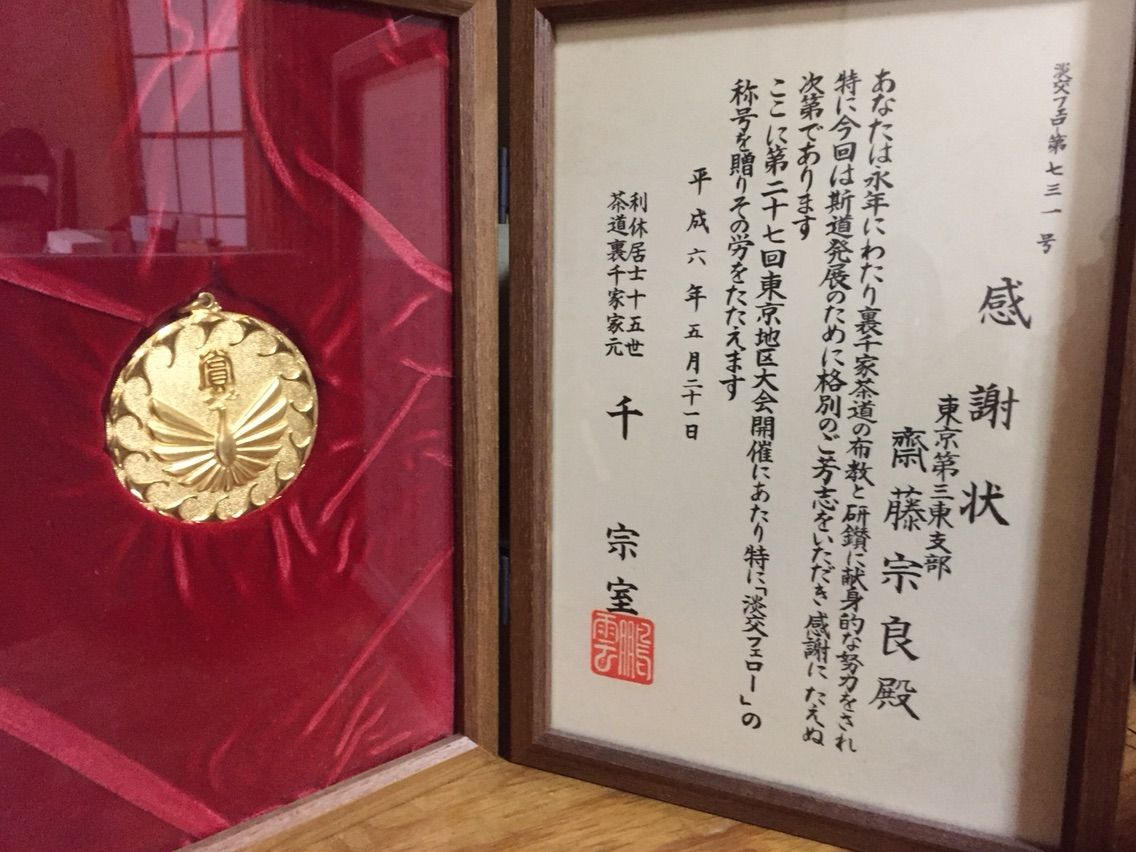 淡交フェロー第七三一号
感謝状
東京第三東支部
齋藤宗良殿
あなたは永年にわたり裏千家茶道の布教と研鑽に献身的な努力をされ
特に今回は斯道発展のために格別のご芳志をいただき感謝にたえぬ
次第であります
ここに第二十七回東京地区大会開催にあたり特に「淡交フェロー」の
称号を贈りその労をたたえます
平成六年五月二十一日
利休居士十五世
茶道裏千家家元
千宗室
鵬雲